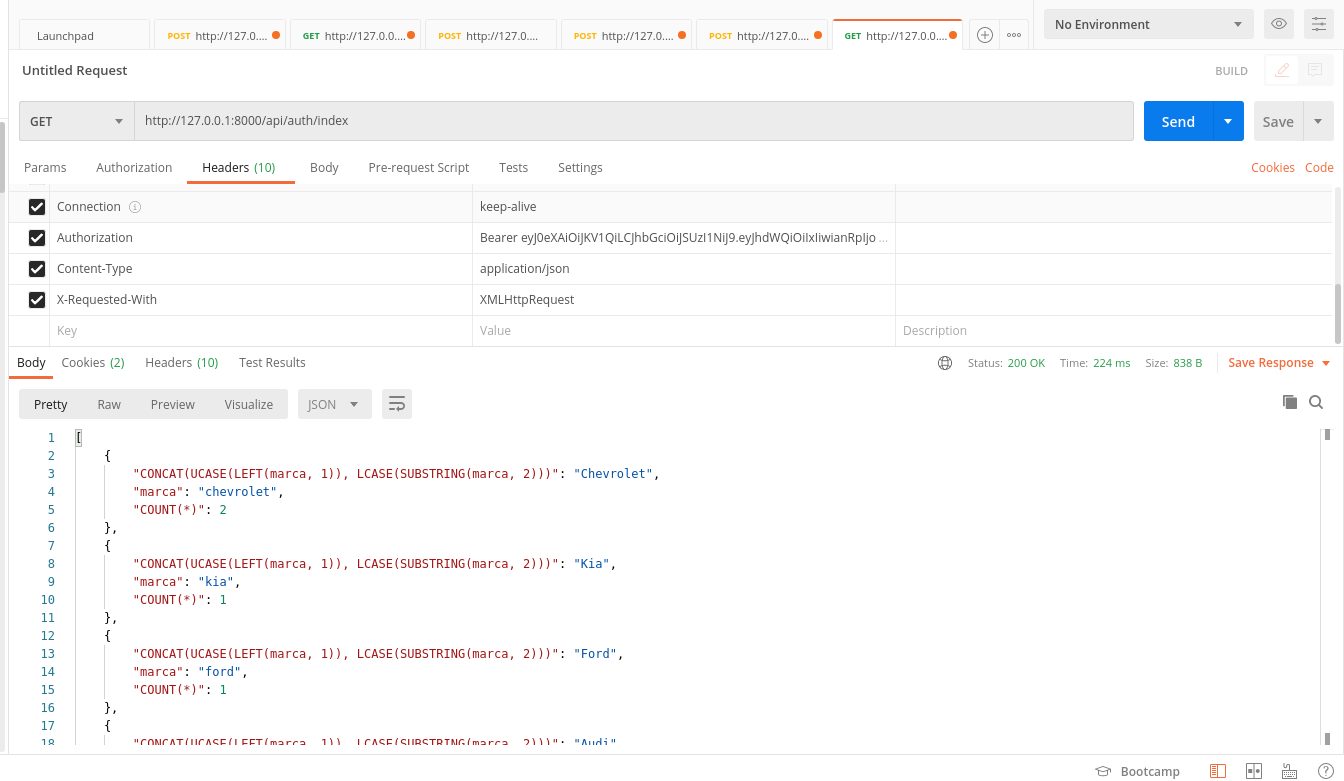 Launchpad
POST http://127.0....
GET http://127.0.0....
POST http://127.0....
POST http://127.0....
POST http://127.0....
GET http://127.0.0....
No Environment
Untitled Request
BUILD
GET
http://127.0.0.1:8000/api/auth/index
Send
Save
Params Authorization Headers (10) Body Pre-request Script Tests Settings
Cookies Code
Connection keep-alive
Authorization Bearer eyJ0eXAiOiJKV1QiLCJhbGciOiJSUzI1NiJ9.eyJhdWQiOiIxIiwianRpIjo ...
Content-Type application/json
X-Requested-With XMLHttpRequest
Key Value Description
Body Cookies (2) Headers (10) Test Results
Status: 200 OK Time: 224 ms Size: 838 B Save Response
Pretty Raw Preview Visualize JSON
1 [
2 {
3 "CONCAT(UCASE(LEFT(marca, 1)), LCASE(SUBSTRING(marca, 2)))": "Chevrolet",
4 "marca": "chevrolet",
5 "COUNT(*)": 2
6 },
7 {
8 "CONCAT(UCASE(LEFT(marca, 1)), LCASE(SUBSTRING(marca, 2)))": "Kia",
9 "marca": "kia",
10 "COUNT(*)": 1
11 },
12 {
13 "CONCAT(UCASE(LEFT(marca, 1)), LCASE(SUBSTRING(marca, 2)))": "Ford",
14 "marca": "ford",
15 "COUNT(*)": 1
16 },
17 {
18 "CONCAT(UCASE(LEFT(marca, 1)), LCASE(SUBSTRING(marca, 2)))": "Audi"
Bootcamp